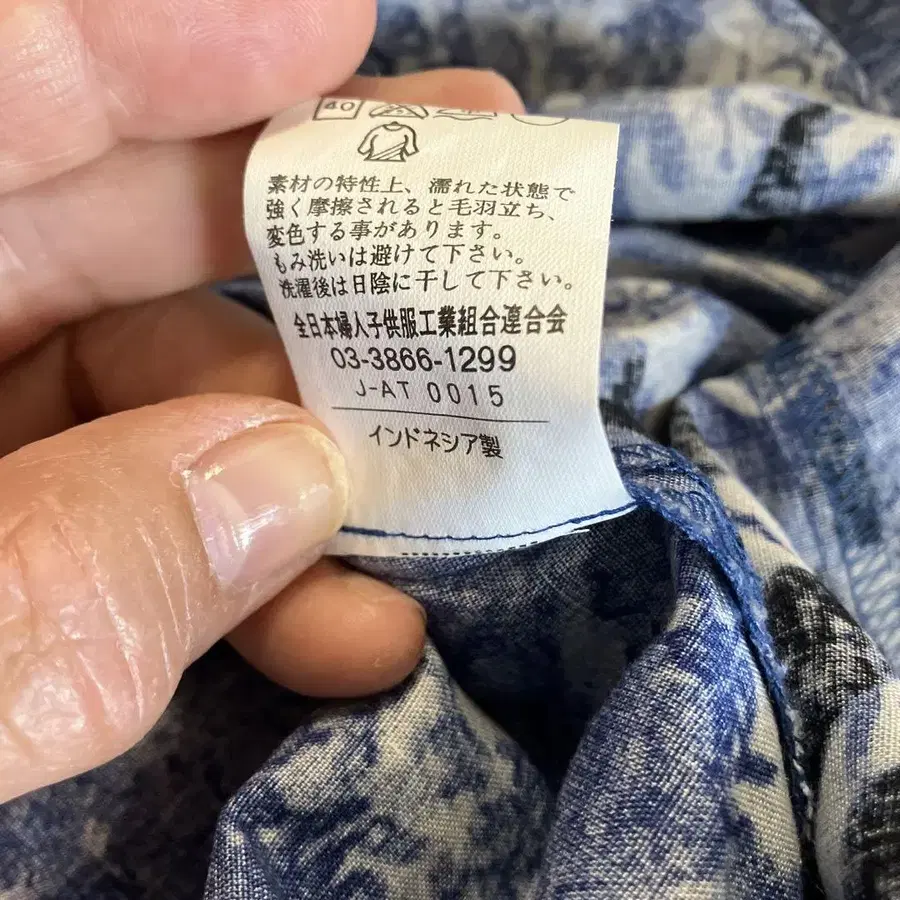 40
素材の特性上、濡れた状態で
強く摩擦されると毛羽立ち、
変色する事があります。
もみ洗いは避けて下さい。
洗濯後は日陰に干して下さい。
全日本婦人子供服工業組合連合会
03-3866-1299
J-AT 0015
インドネシア製